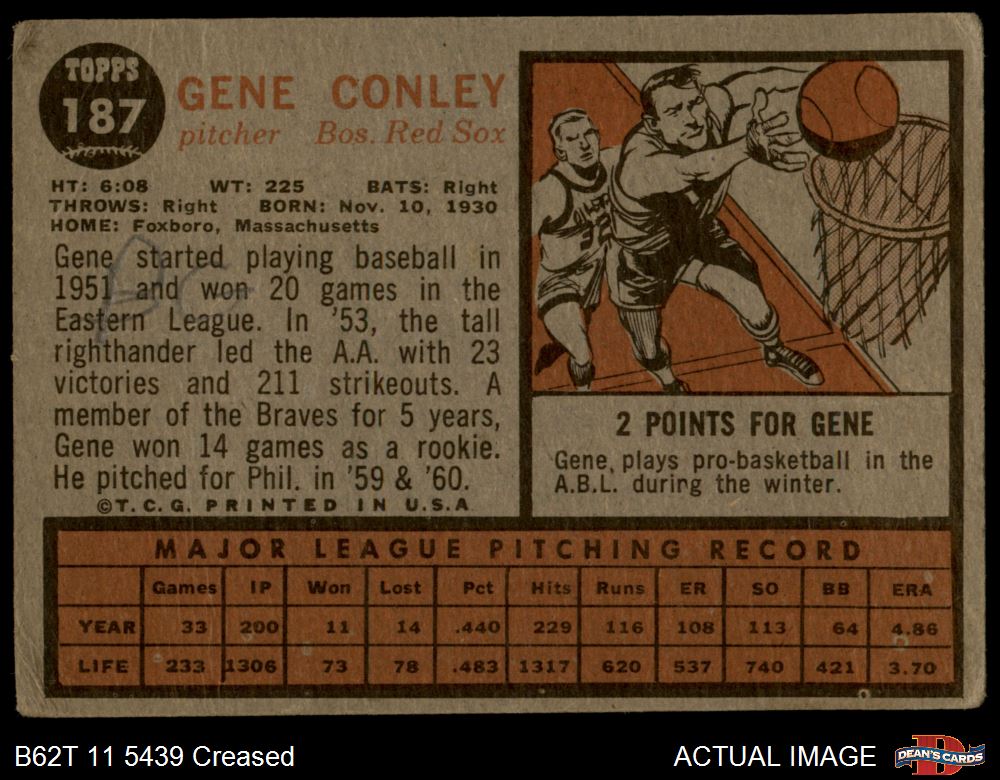 TOPPS
187
GENE CONLEY
pitcher Bos. Red Sox
HT: 6:08 WT: 225 BATS: Right
THROWS: Right BORN: Nov. 10, 1930
HOME: Foxboro, Massachusetts
Gene started playing baseball in
1951 and won 20 games in the
Eastern League. In '53, the tall
righthander led the A.A. with 23
victories and 211 strikeouts. A
member of the Braves for 5 years,
Gene won 14 games as a rookie.
He pitched for Phil. in '59 & '60.
©T.C.G. PRINTED IN U.S.A
2 POINTS FOR GENE
Gene, plays pro-basketball in the
A.B.L. during the winter.
MAJOR LEAGUE PITCHING RECORD
Games IP Won Lost Pct Hits Runs ER SO BB ERA
YEAR 33 200 11 14 .440 229 116 108 113 64 4.86
LIFE 233 1306 73 78 .483 1317 620 537 740 421 3.70
B62T 11 5439 Creased
ACTUAL IMAGE
DEAN'S CARDS